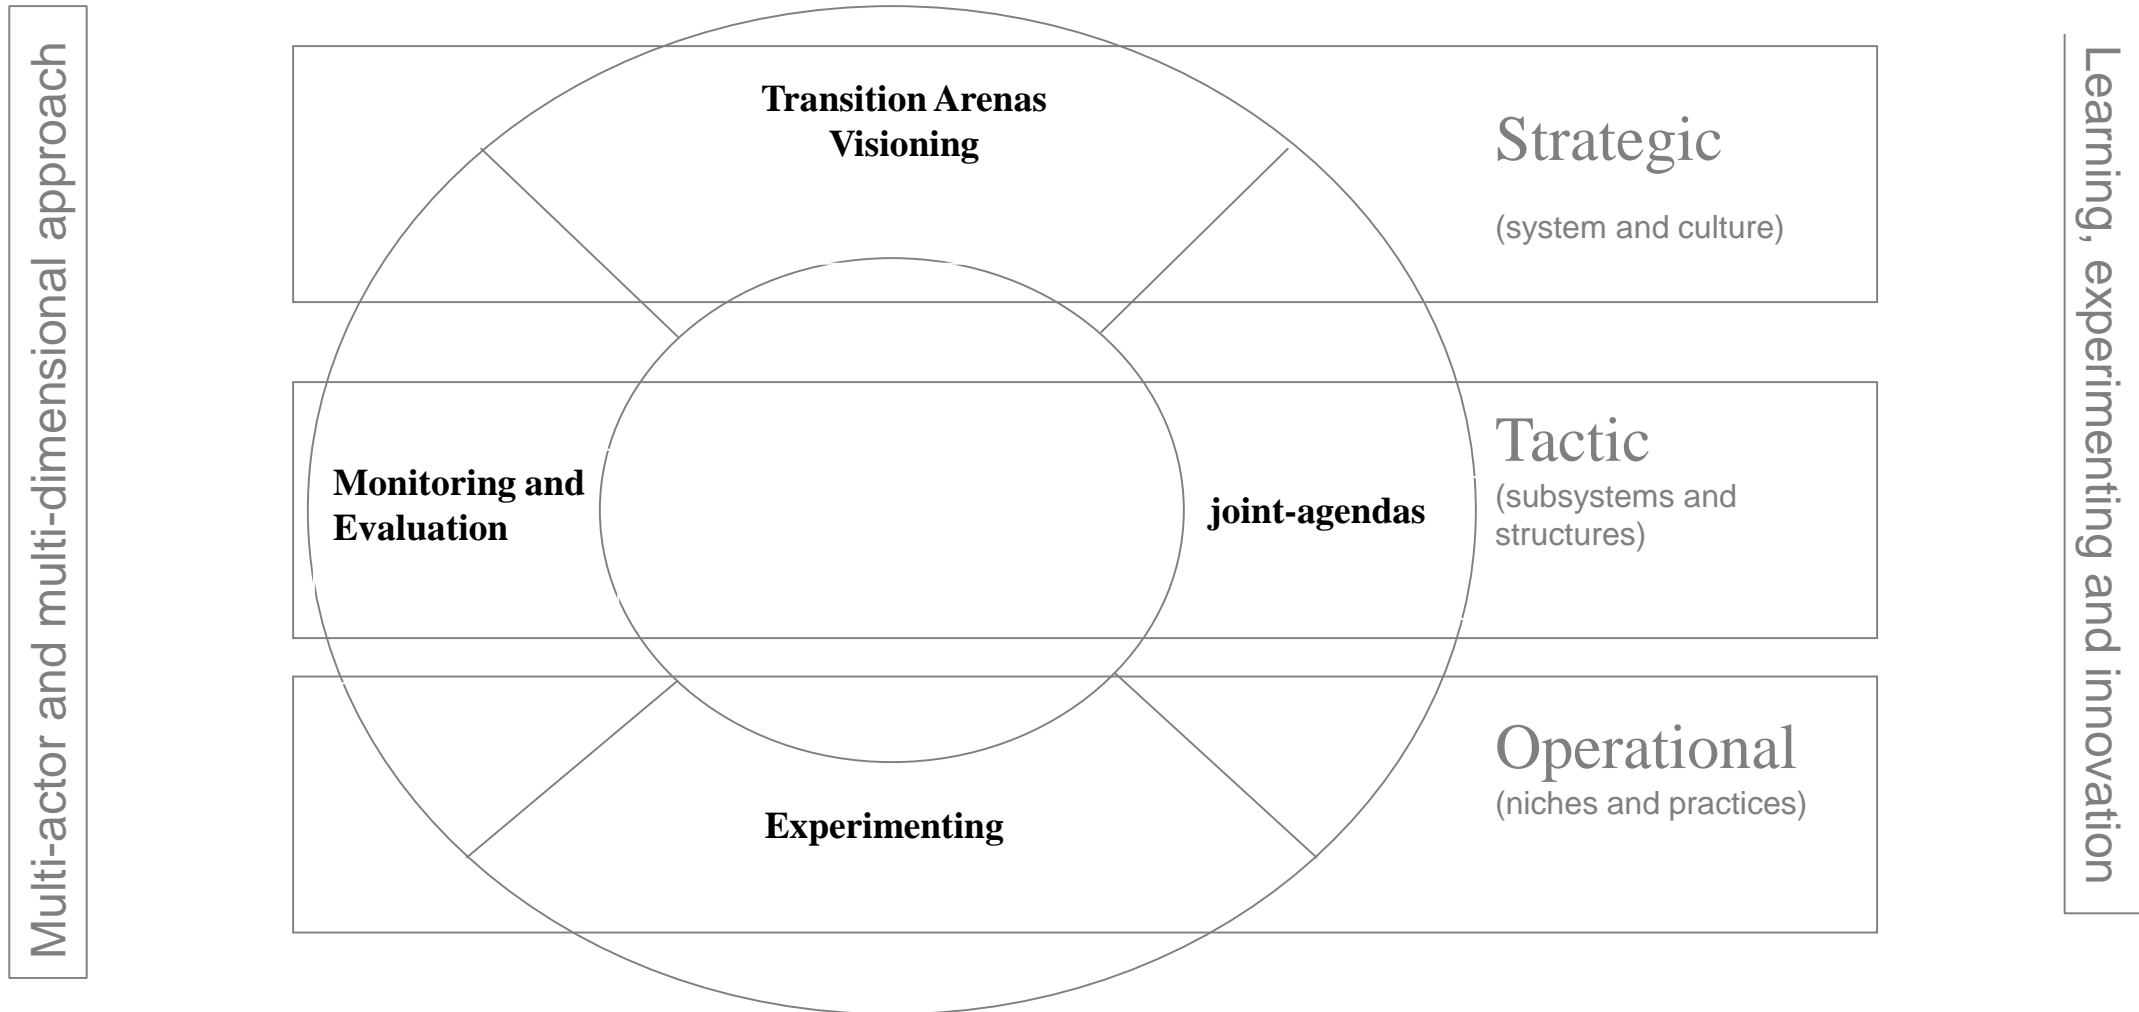 Multi-actor and multi-dimensional approach
Transition Arenas
Visioning
Strategic
(system and culture)
Monitoring and
Evaluation
joint-agendas
Tactic
(subsystems and
structures)
Experimenting
Operational
(niches and practices)
Learning, experimenting and innovation